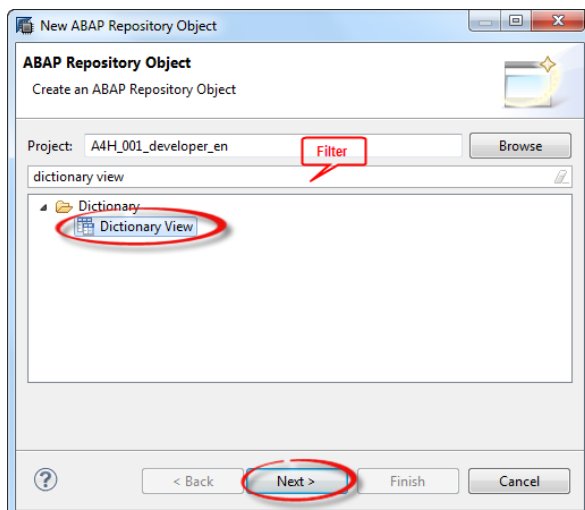 New ABAP Repository Object
ABAP Repository Object
Create an ABAP Repository Object
Project: A4H_001_developer_en Browse
Filter
dictionary view
Dictionary
Dictionary View
? < Back Next > Finish Cancel